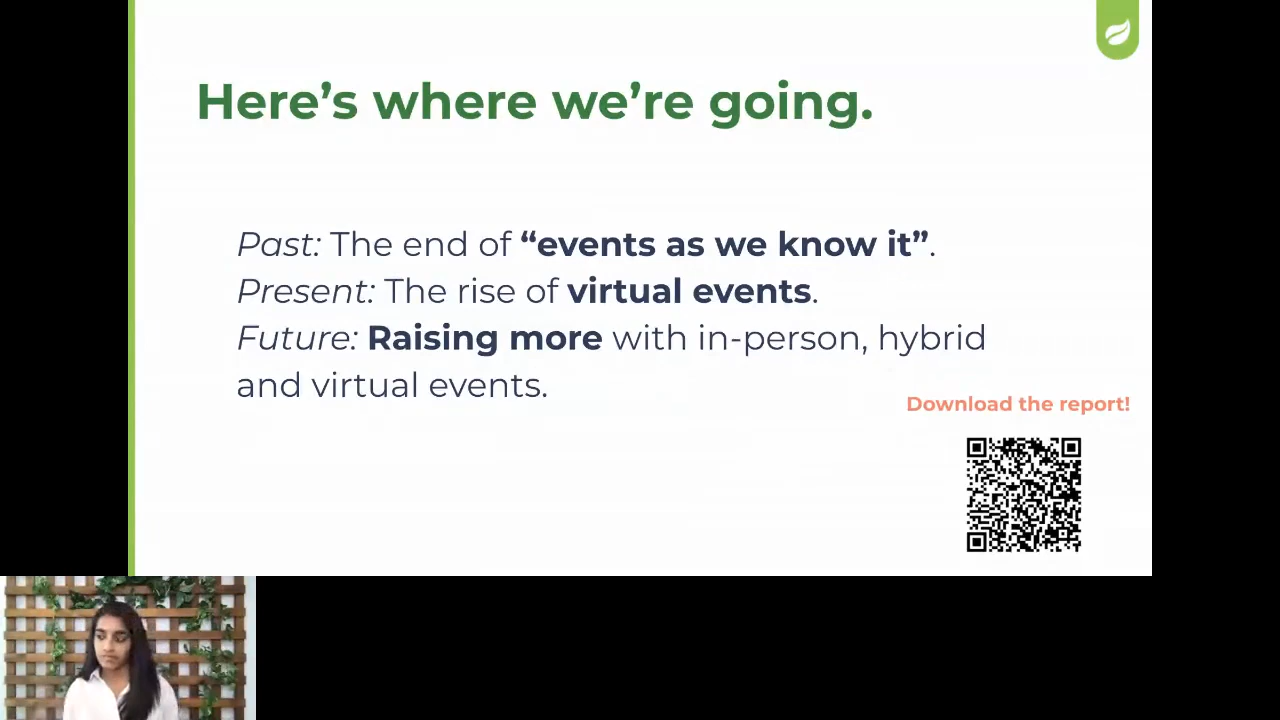 Here’s where we’re going.
Past: The end of “events as we know it”.
Present: The rise of virtual events.
Future: Raising more with in-person, hybrid
and virtual events.
Download the report!